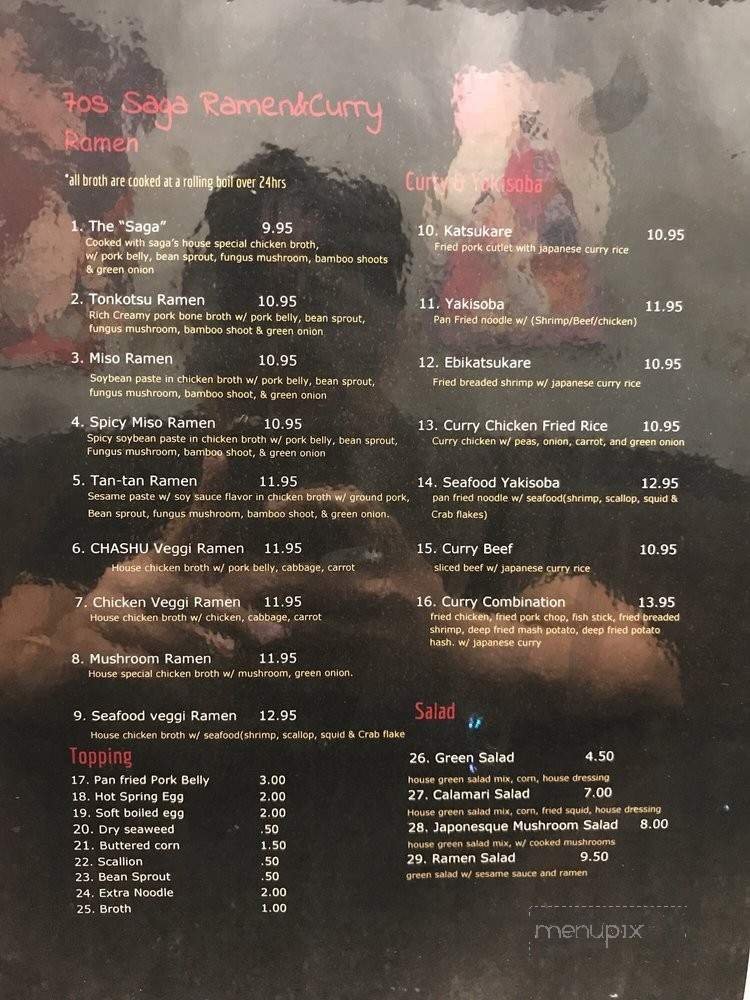 70s Saga Ramen&Curry
Ramen
*all broth are cooked at a rolling boil over 24hrs
1. The “Saga” 9.95
Cooked with saga's house special chicken broth,
w/ pork belly, bean sprout, fungus mushroom, bamboo shoots
& green onion
2. Tonkotsu Ramen 10.95
Rich Creamy pork bone broth w/ pork belly, bean sprout,
fungus mushroom, bamboo shoot & green onion
3. Miso Ramen 10.95
Soybean paste in chicken broth w/ pork belly, bean sprout,
fungus mushroom, bamboo shoot, & green onion
4. Spicy Miso Ramen 10.95
Spicy soybean paste in chicken broth w/ pork belly, bean sprout,
Fungus mushroom, bamboo shoot, & green onion
5. Tan-tan Ramen 11.95
Sesame paste w/ soy sauce flavor in chicken broth w/ ground pork,
Bean sprout, fungus mushroom, bamboo shoot, & green onion.
6. CHASHU Veggi Ramen 11.95
House chicken broth w/ pork belly, cabbage, carrot
7. Chicken Veggi Ramen 11.95
House chicken broth w/ chicken, cabbage, carrot
8. Mushroom Ramen 11.95
House special chicken broth w/ mushroom, green onion.
9. Seafood veggi Ramen 12.95
House chicken broth w/ seafood(shrimp, scallop, squid & Crab flake
Topping
17. Pan fried Pork Belly 3.00
18. Hot Spring Egg 2.00
19. Soft boiled egg 2.00
20. Dry seaweed .50
21. Buttered corn 1.50
22. Scallion .50
23. Bean Sprout .50
24. Extra Noodle 2.00
25. Broth 1.00
Curry & Yakisoba
10. Katsukare 10.95
Fried pork cutlet with japanese curry rice
11. Yakisoba 11.95
Pan Fried noodle w/ (Shrimp/Beef/chicken)
12. Ebikatsukare 10.95
Fried breaded shrimp w/ japanese curry rice
13. Curry Chicken Fried Rice 10.95
Curry chicken w/ peas, onion, carrot, and green onion
14. Seafood Yakisoba 12.95
pan fried noodle w/ seafood(shrimp, scallop, squid &
Crab flakes)
15. Curry Beef 10.95
sliced beef w/ japanese curry rice
16. Curry Combination 13.95
fried chicken, fried pork chop, fish stick, fried breaded
shrimp, deep fried mash potato, deep fried potato
hash. w/ japanese curry
Salad
26. Green Salad 4.50
house green salad mix, corn, house dressing
27. Calamari Salad 7.00
House green salad mix, corn, fried squid, house dressing
28. Japonesque Mushroom Salad 8.00
house green salad mix, w/ cooked mushrooms
29. Ramen Salad 9.50
green salad w/ sesame sauce and ramen
menupix